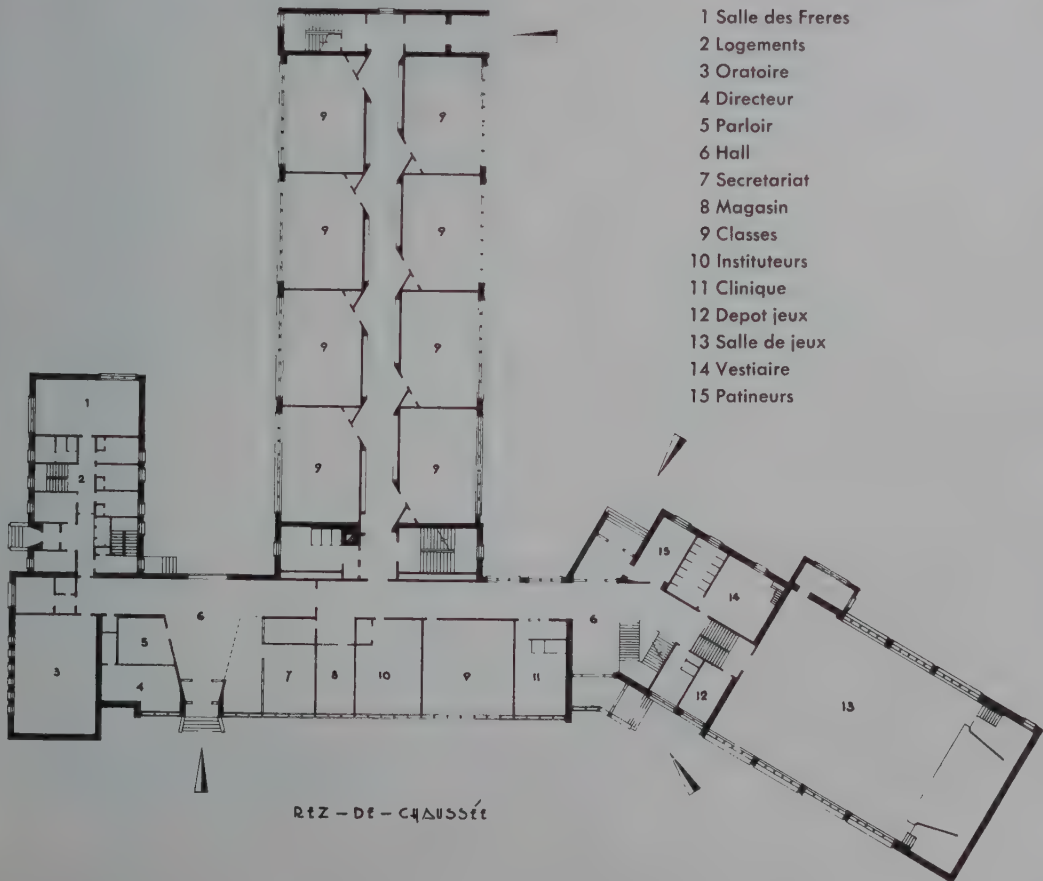 1 Salle des Freres
2 Logements
3 Oratoire
4 Directeur
5 Parloir
6 Hall
7 Secretariat
8 Magasin
9 Classes
10 Instituteurs
11 Clinique
12 Depot jeux
13 Salle de jeux
14 Vestiaire
15 Patineurs
9 9
9 9
9 9
9 9
1
2
15
14
6
6
5
3
4
7
8
10
9
11
12
13
REZ-DE-CHAUSSÉE